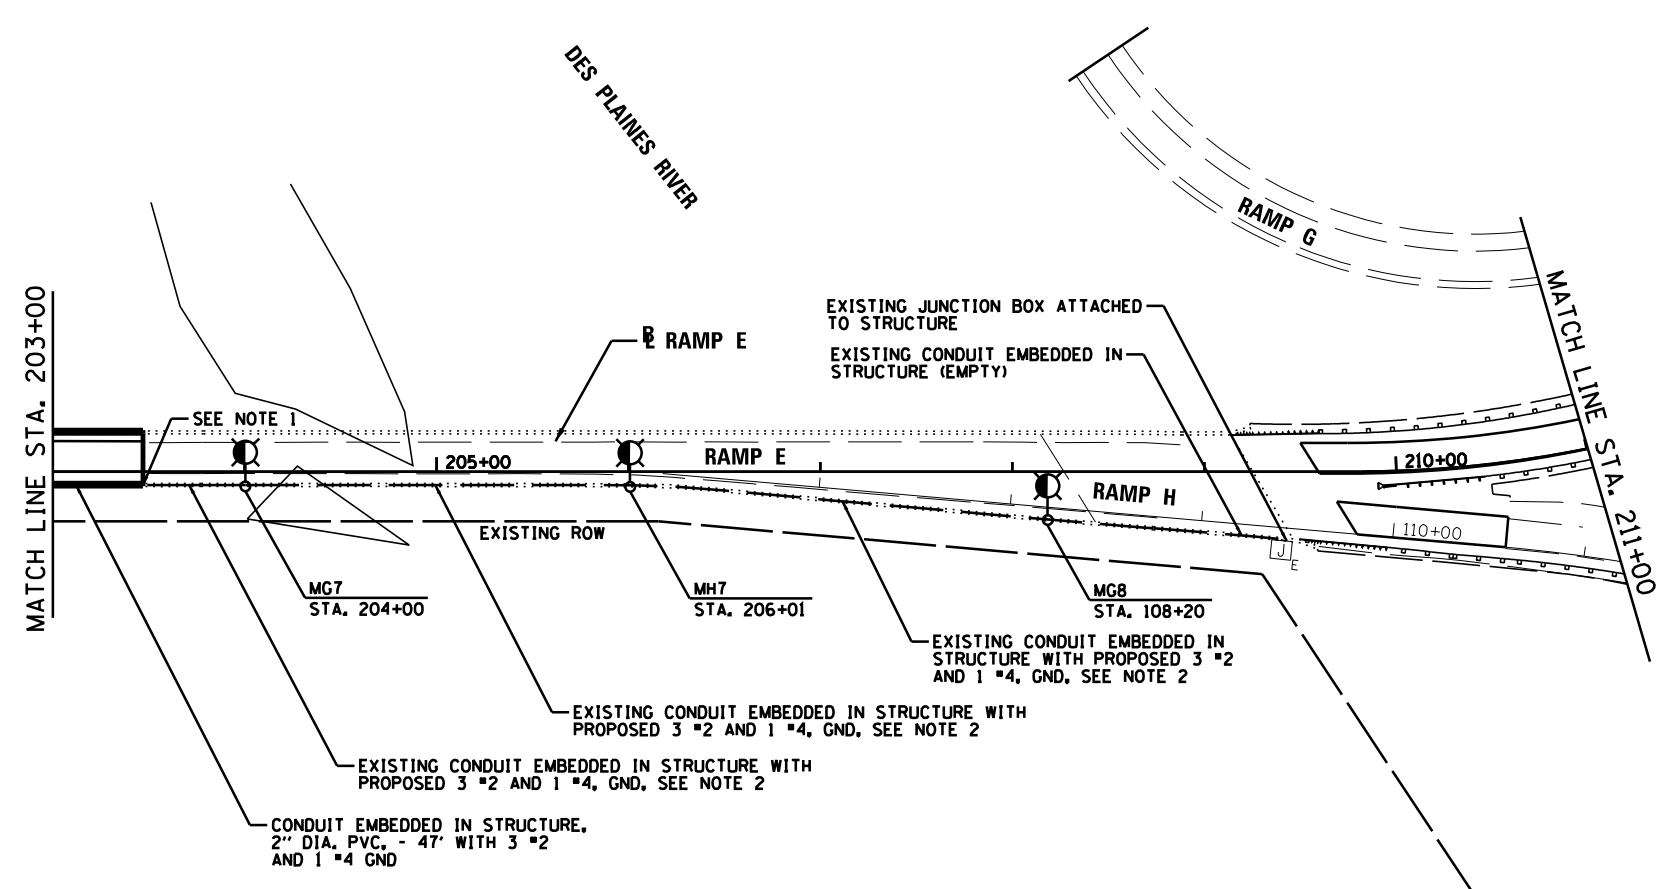 DES PLAINES RIVER
RAMP G
MATCH LINE STA. 203+00
MATCH LINE STA. 211+00
EXISTING JUNCTION BOX ATTACHED
TO STRUCTURE
EXISTING CONDUIT EMBEDDED IN
STRUCTURE (EMPTY)
RAMP E
SEE NOTE 1
205+00
RAMP E
210+00
RAMP H
110+00
EXISTING ROW
J
E
MG7
STA. 204+00
MH7
STA. 206+01
MG8
STA. 108+20
EXISTING CONDUIT EMBEDDED IN
STRUCTURE WITH PROPOSED 3 #2
AND 1 #4, GND, SEE NOTE 2
EXISTING CONDUIT EMBEDDED IN STRUCTURE WITH
PROPOSED 3 #2 AND 1 #4, GND, SEE NOTE 2
EXISTING CONDUIT EMBEDDED IN STRUCTURE WITH
PROPOSED 3 #2 AND 1 #4, GND, SEE NOTE 2
CONDUIT EMBEDDED IN STRUCTURE,
2" DIA. PVC, - 47' WITH 3 #2
AND 1 #4 GND